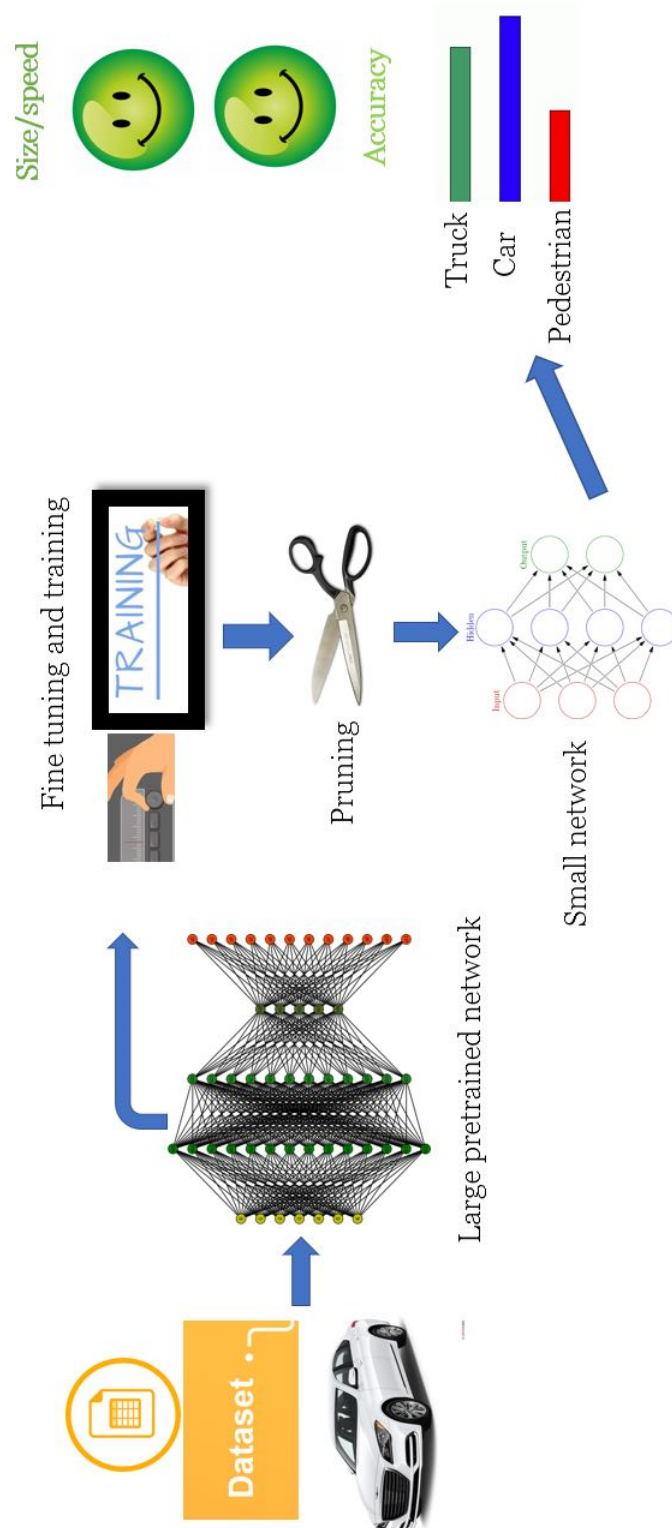 Dataset
Large pretrained network
Fine tuning and training
TRAINING
Pruning
Input
Hidden
Output
Small network
Size/speed
Accuracy
Truck
Car
Pedestrian